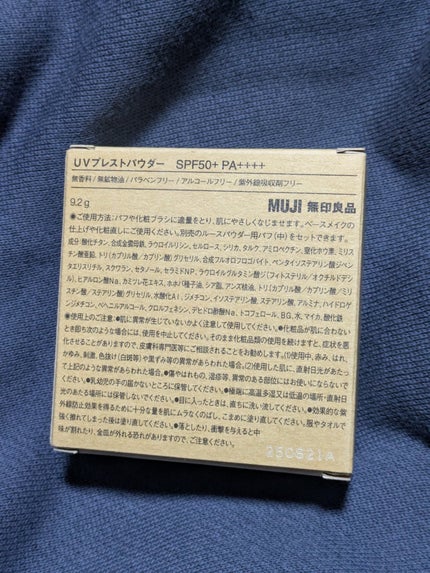 UVプレストパウダー SPF50+ PA++++
無香料/無鉱物油/パラベンフリー/アルコールフリー/紫外線吸収剤フリー
9.2g
MUJI 無印良品
●ご使用方法:パフや化粧ブラシに適量をとり、肌にやさしくなじませます。ベースメイクの
仕上げや化粧直しにご使用ください。別売のルースパウダー用パフ(中)をセットできます。
成分:酸化チタン、合成金雲母、ラウロイルリシン、セルロース、シリカ、タルク、アミロペクチン、窒化ホウ素、ミリス
チン酸亜鉛、トリ(カプリル酸/カプリン酸)グリセリル、合成フルオロフロゴパイト、ペンタイソステアリン酸ジペン
タエリスリチル、スクワラン、セタノール、セラミドNP、ラウロイルグルタミン酸ジ(フィトステリル/オクチルドデシ
ル)、ヒアルロン酸Na、カミツレ花エキス、ホホバ種子油、シア脂、アンズ核油、トリ(カプリル酸/カプリン酸/ミリ
スチン酸/ステアリン酸)グリセリル、水酸化Al、ジメチコン、イソステアリン酸、ステアリン酸、アルミナ、ハイドロゲ
ンジメチコン、ベヘニルアルコール、クロルフェネシン、デヒドロ酢酸Na、トコフェロール、BG、水、マイカ、酸化鉄
●使用上のご注意:●肌に異常が生じていないかよく注意して使用してください。●化粧品が肌に合わない
とき即ち次のような場合には、使用を中止してください。そのまま化粧品類の使用を続けますと、症状を悪
化させることがありますので、皮膚科専門医等にご相談されることをおすすめします。(1)使用中、赤み、はれ、
かゆみ、刺激、色抜け(白斑等)や黒ずみ等の異常があらわれた場合。(2)使用した肌に、直射日光があたっ
て上記のような異常があらわれた場合。●傷やはれもの、湿疹等、異常のある部位にはお使いにならないで
ください。●乳幼児の手の届かないところに保管してください。●極端に高温多湿又は低温の場所・直射日
光のあたる場所には保管しないでください。●目に入ったときは、直ちに洗い流してください。●効果的な紫
外線防止効果を得るために十分な量を肌にムラなくのばし、こまめに塗り直してください。服やタオルで
強く擦れてしまった後は塗り直してください。●落としたり、衝撃を与えると中
味が割れたり、金皿が外れる恐れがありますので、ご注意ください。